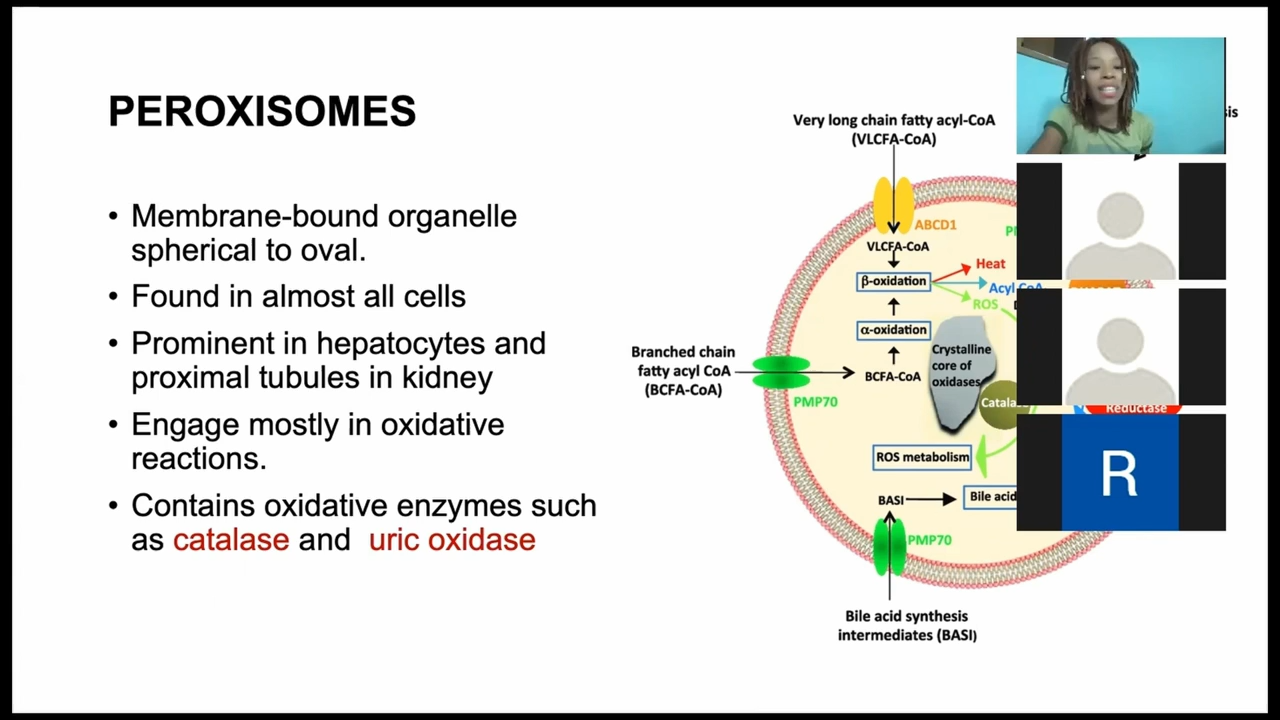 PEROXISOMES
• Membrane-bound organelle
spherical to oval.
• Found in almost all cells
• Prominent in hepatocytes and
proximal tubules in kidney
• Engage mostly in oxidative
reactions.
• Contains oxidative enzymes such
as catalase and uric oxidase
Very long chain fatty acyl-CoA
(VLCFA-CoA)
ABCD1
VLCFA-CoA
Heat
β-oxidation
Acyl CoA
ROS
α-oxidation
Branched chain
fatty acyl CoA
(BCFA-CoA)
Crystalline
core of
oxidases
BCFA-CoA
PMP70
Reductase
ROS metabolism
BASI
Bile acid
PMP70
Bile acid synthesis
intermediates (BASI)
R